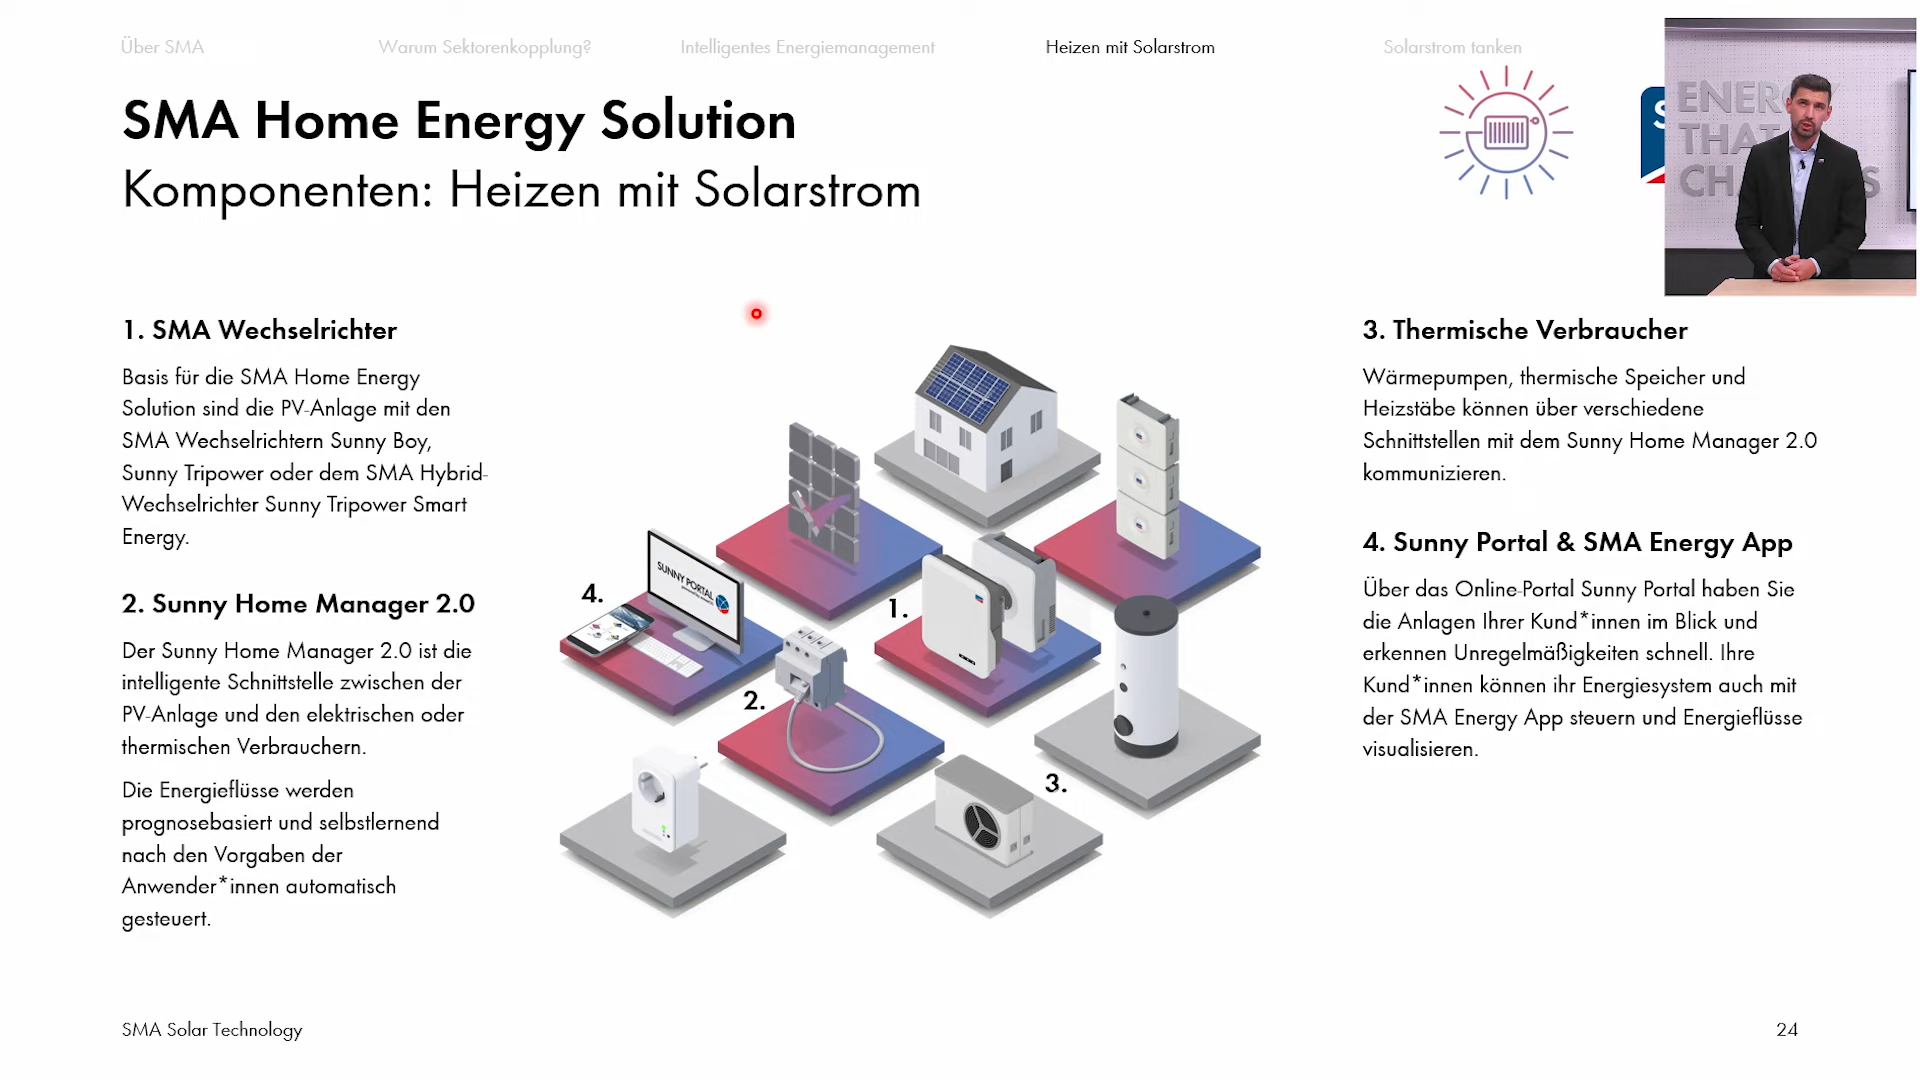 Über SMA
Warum Sektorenkopplung?
Intelligentes Energiemanagement
Heizen mit Solarstrom
Solarstrom tanken
SMA Home Energy Solution
Komponenten: Heizen mit Solarstrom
S
ENERGY
THAT
CH
S
1. SMA Wechselrichter
Basis für die SMA Home Energy
Solution sind die PV-Anlage mit den
SMA Wechselrichtern Sunny Boy,
Sunny Tripower oder dem SMA Hybrid-
Wechselrichter Sunny Tripower Smart
Energy.
2. Sunny Home Manager 2.0
Der Sunny Home Manager 2.0 ist die
intelligente Schnittstelle zwischen der
PV-Anlage und den elektrischen oder
thermischen Verbrauchern.
Die Energieflüsse werden
prognosebasiert und selbstlernend
nach den Vorgaben der
Anwender*innen automatisch
gesteuert.
SUNNY PORTAL
4.
1.
2.
3.
3. Thermische Verbraucher
Wärmepumpen, thermische Speicher und
Heizstäbe können über verschiedene
Schnittstellen mit dem Sunny Home Manager 2.0
kommunizieren.
4. Sunny Portal & SMA Energy App
Über das Online-Portal Sunny Portal haben Sie
die Anlagen Ihrer Kund*innen im Blick und
erkennen Unregelmäßigkeiten schnell. Ihre
Kund*innen können ihr Energiesystem auch mit
der SMA Energy App steuern und Energieflüsse
visualisieren.
SMA Solar Technology
24